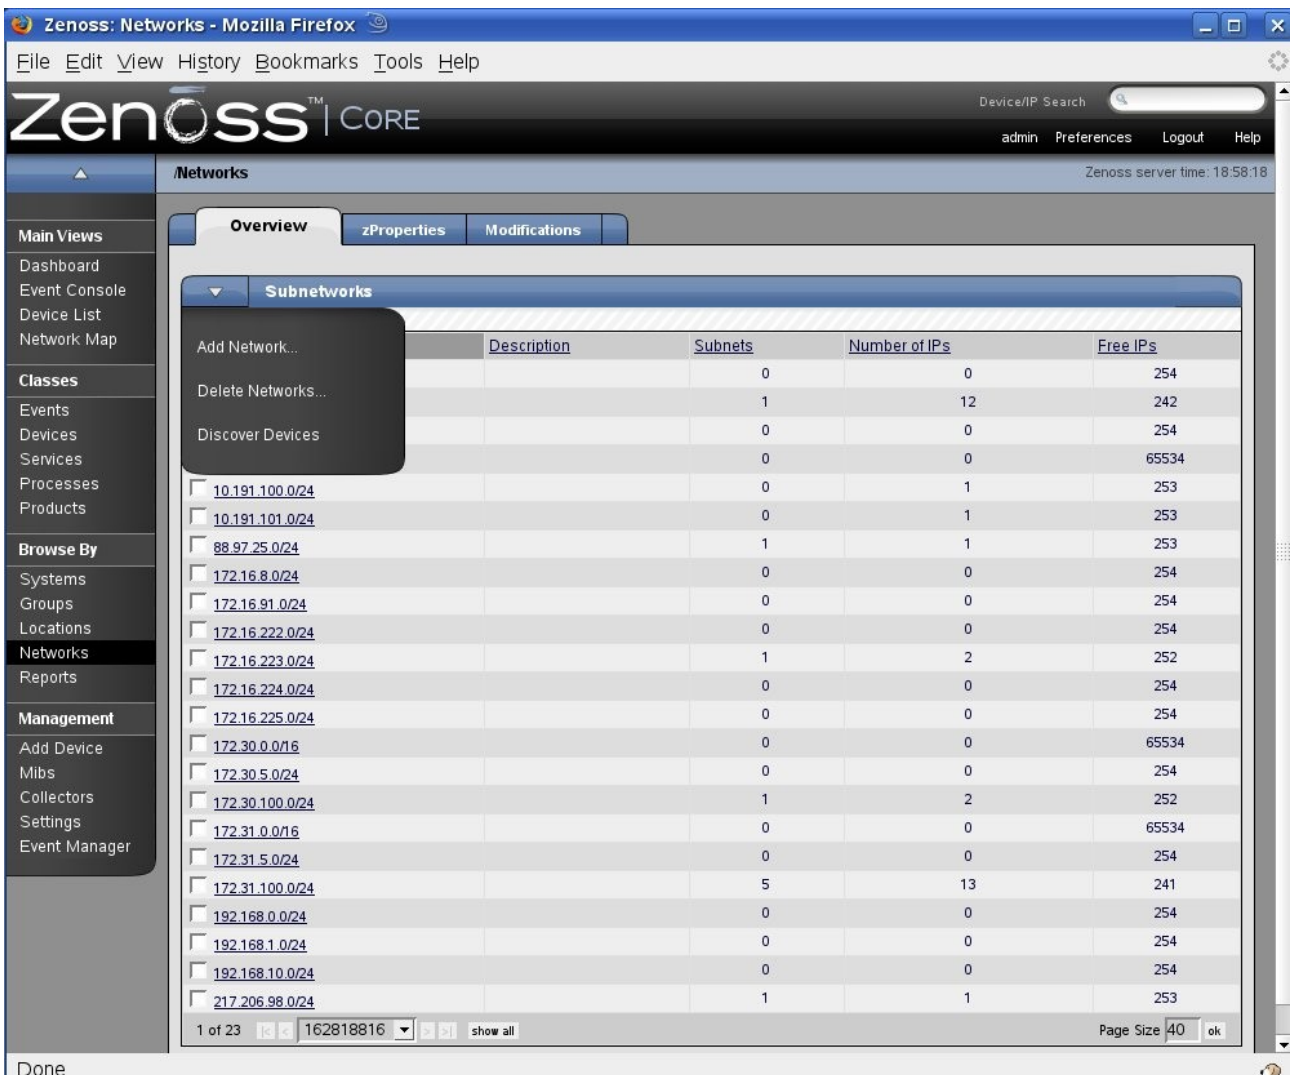 Zenoss: Networks - Mozilla Firefox
File Edit View History Bookmarks Tools Help
Zenoss™ | CORE
Device/IP Search
admin Preferences Logout Help
/Networks
Zenoss server time: 18:58:18
Main Views
Dashboard
Event Console
Device List
Network Map
Classes
Events
Devices
Services
Processes
Products
Browse By
Systems
Groups
Locations
Networks
Reports
Management
Add Device
Mibs
Collectors
Settings
Event Manager
Overview zProperties Modifications
Subnetworks
Add Network...
Delete Networks...
Discover Devices
Description Subnets Number of IPs Free IPs
0 0 254
1 12 242
0 0 254
0 0 65534
10.191.100.0/24 0 1 253
10.191.101.0/24 0 1 253
88.97.25.0/24 1 1 253
172.16.8.0/24 0 0 254
172.16.91.0/24 0 0 254
172.16.222.0/24 0 0 254
172.16.223.0/24 1 2 252
172.16.224.0/24 0 0 254
172.16.225.0/24 0 0 254
172.30.0.0/16 0 0 65534
172.30.5.0/24 0 0 254
172.30.100.0/24 1 2 252
172.31.0.0/16 0 0 65534
172.31.5.0/24 0 0 254
172.31.100.0/24 5 13 241
192.168.0.0/24 0 0 254
192.168.1.0/24 0 0 254
192.168.10.0/24 0 0 254
217.206.98.0/24 1 1 253
1 of 23 |< < 162818816 > >| show all Page Size 40 ok
Done